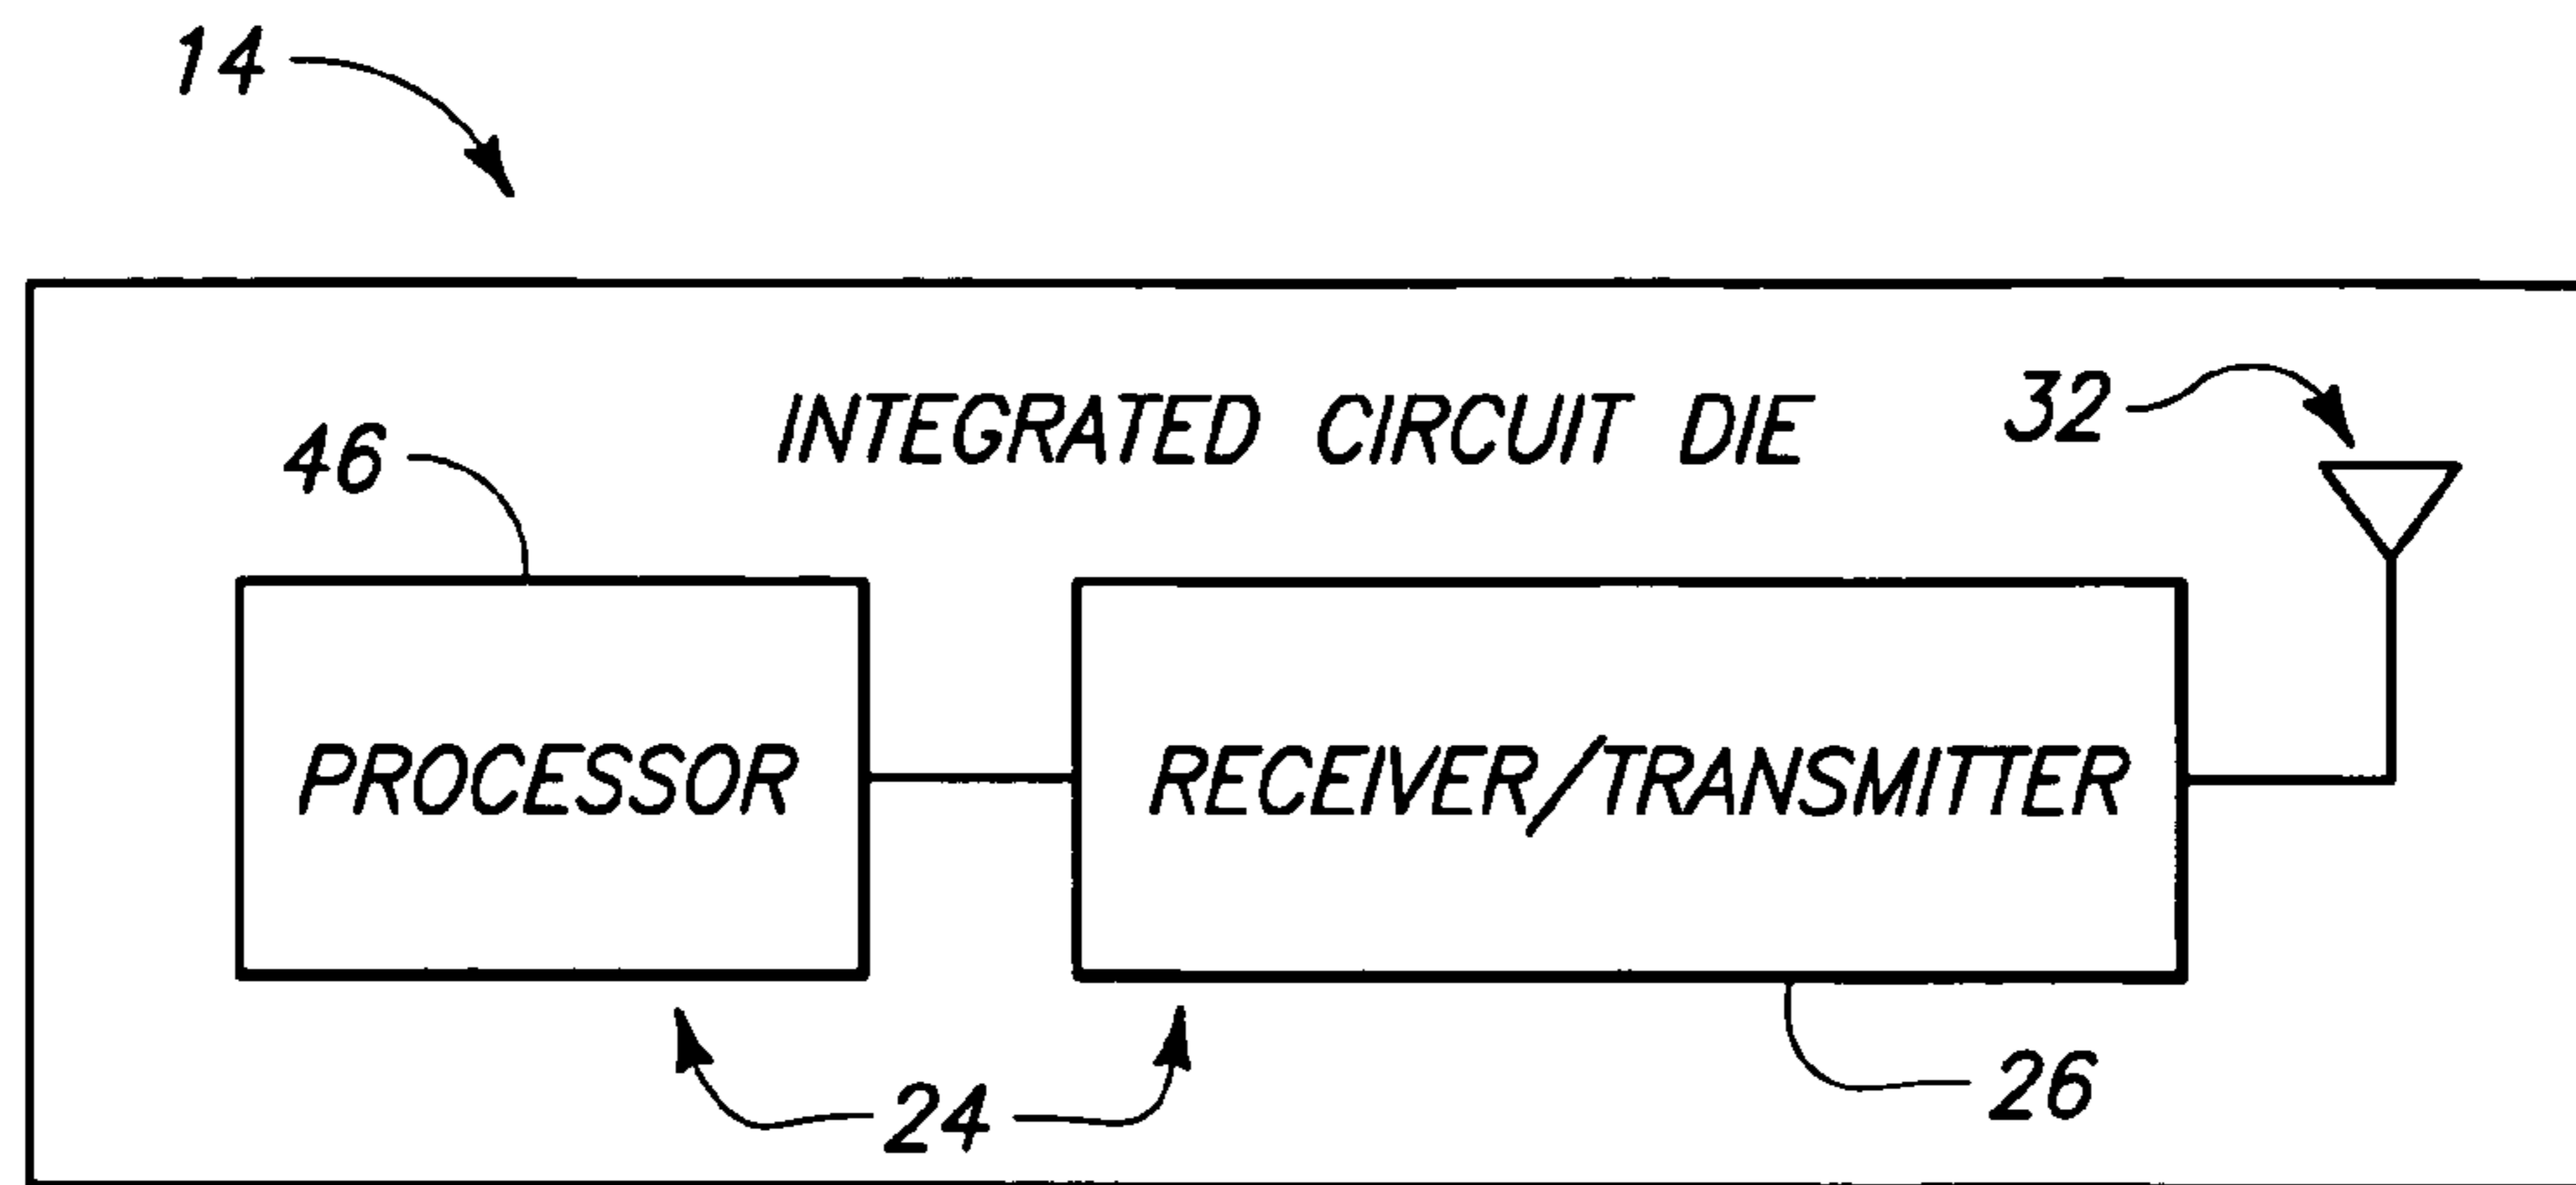 14
INTEGRATED CIRCUIT DIE
32
46
PROCESSOR
RECEIVER/TRANSMITTER
24
26